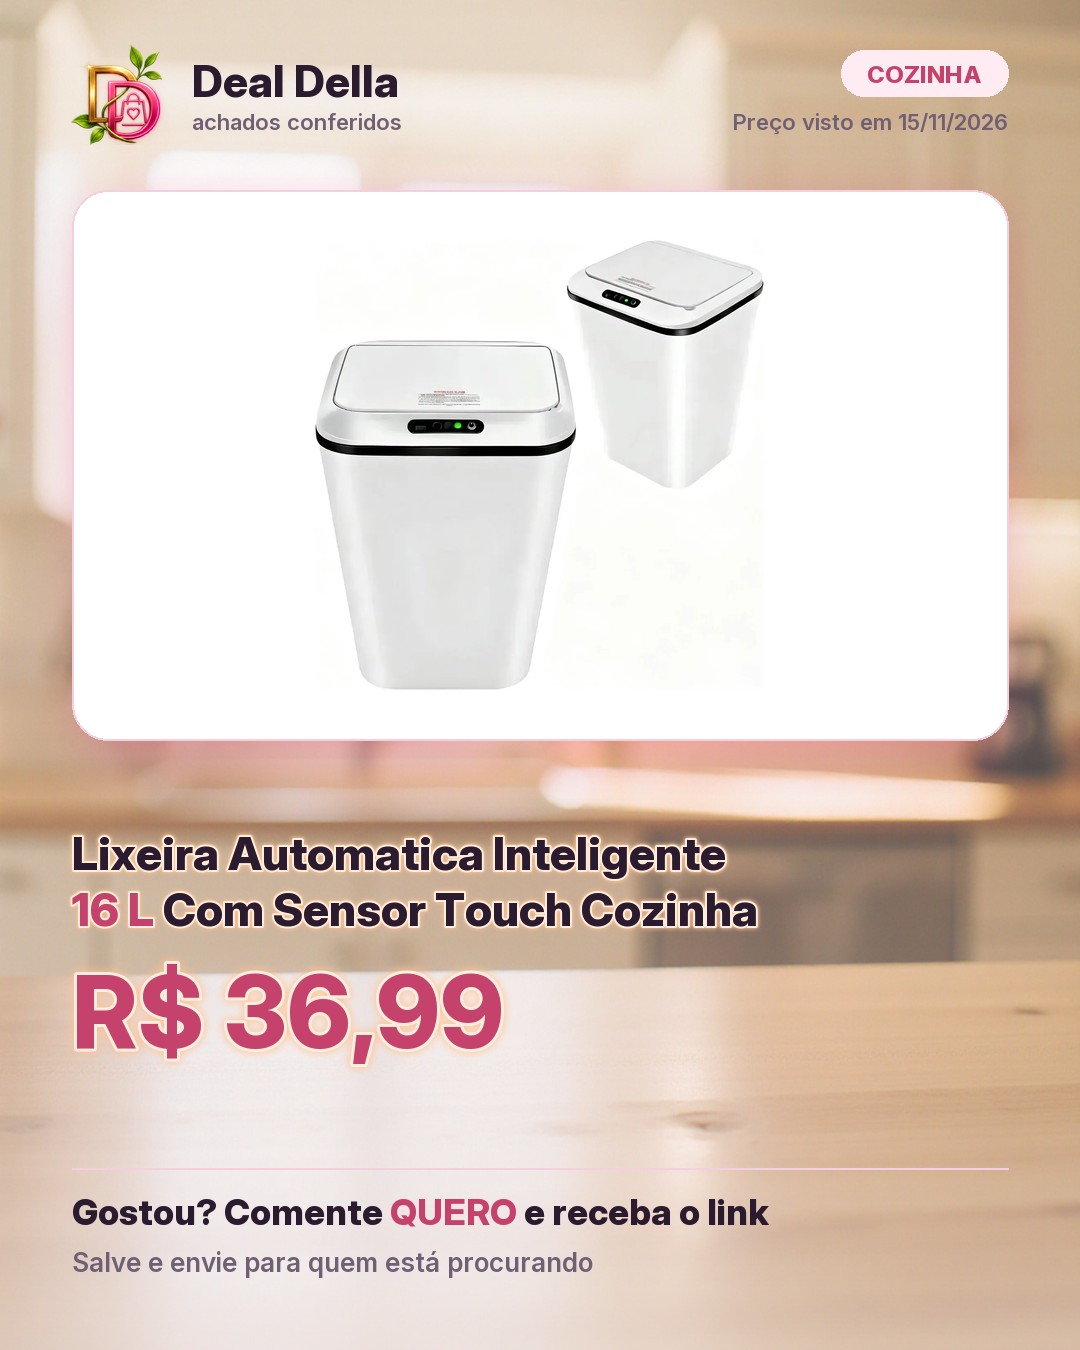 Deal Della
achados conferidos
COZINHA
Preço visto em 15/11/2026
Lixeira Automatica Inteligente
16 L Com Sensor Touch Cozinha
R$ 36,99
Gostou? Comente QUERO e receba o link
Salve e envie para quem está procurando